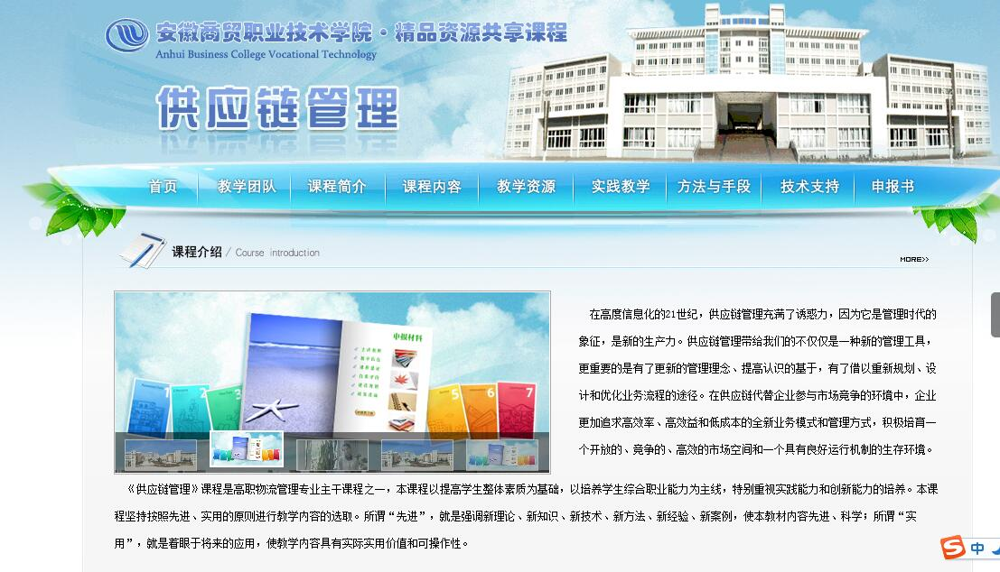 安徽商贸职业技术学院·精品资源共享课程
Anhui Business College Vocational Technology
供应链管理
首页 教学团队 课程简介 课程内容 教学资源 实践教学 方法与手段 技术支持 申报书
课程介绍 / Course introduction
MORE>>
申报材料
1 2 3 5 6 7
在高度信息化的21世纪，供应链管理充满了诱惑力，因为它是管理时代的
象征，是新的生产力。供应链管理带给我们的不仅仅是一种新的管理工具，
更重要的是有了更新的管理理念、提高认识的基于，有了借以重新规划、设
计和优化业务流程的途径。在供应链代替企业参与市场竞争的环境中，企业
更加追求高效率、高效益和低成本的全新业务模式和管理方式，积极培育一
个开放的、竞争的、高效的市场空间和一个具有良好运行机制的生存环境。
《供应链管理》课程是高职物流管理专业主干课程之一，本课程以提高学生整体素质为基础，以培养学生综合职业能力为主线，特别重视实践能力和创新能力的培养。本课
程坚持按照先进、实用的原则进行教学内容的选取。所谓“先进”，就是强调新理论、新知识、新技术、新方法、新经验、新案例，使本教材内容先进、科学；所谓“实
用”，就是着眼于将来的应用，使教学内容具有实际实用价值和可操作性。
中